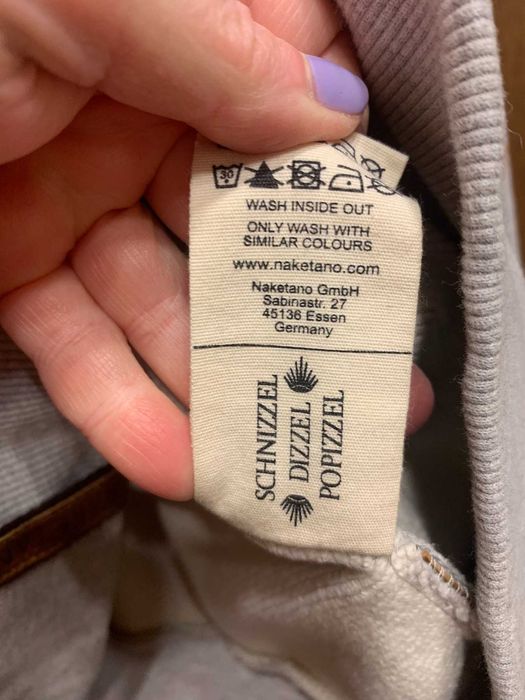 30
WASH INSIDE OUT
ONLY WASH WITH
SIMILAR COLOURS
www.naketano.com
Naketano GmbH
Sabinastr. 27
45136 Essen
Germany
SCHNIZZEL
DIZZEL
POPIZZEL